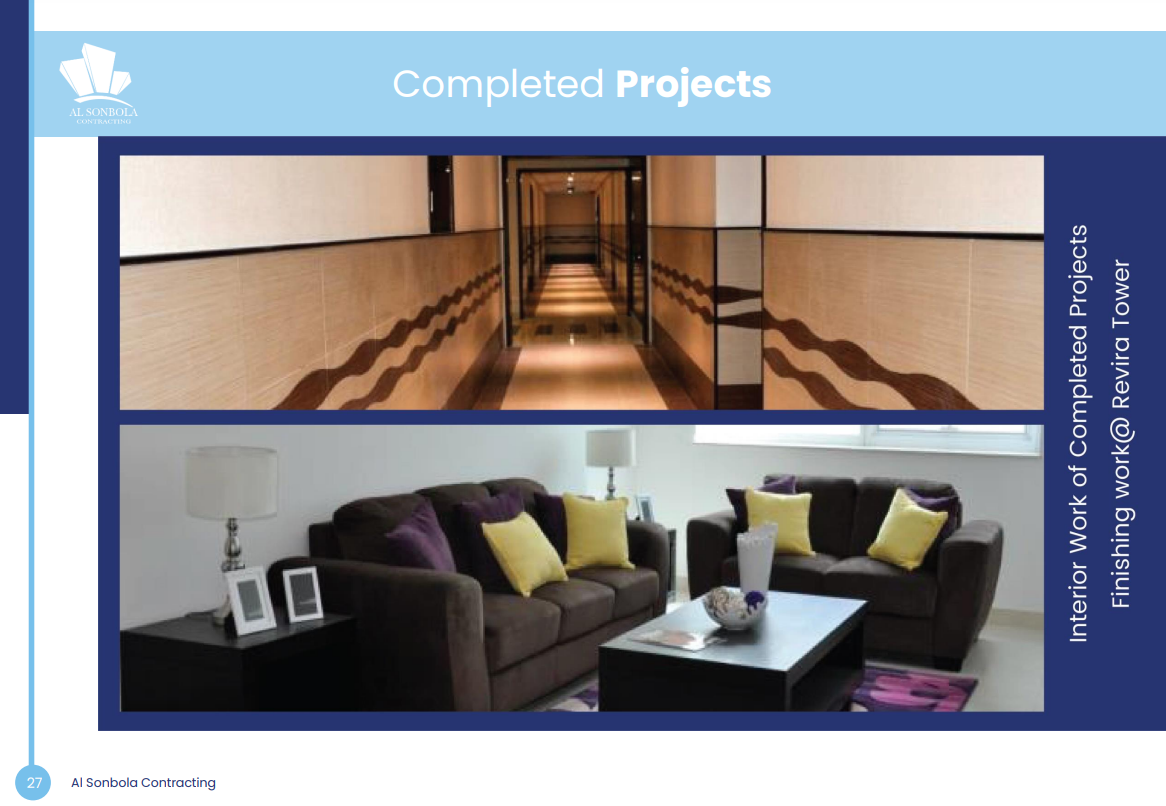 AL SONBOLA
CONTRACTING
Completed Projects
Interior Work of Completed Projects
Finishing work@ Revira Tower
27
Al Sonbola Contracting